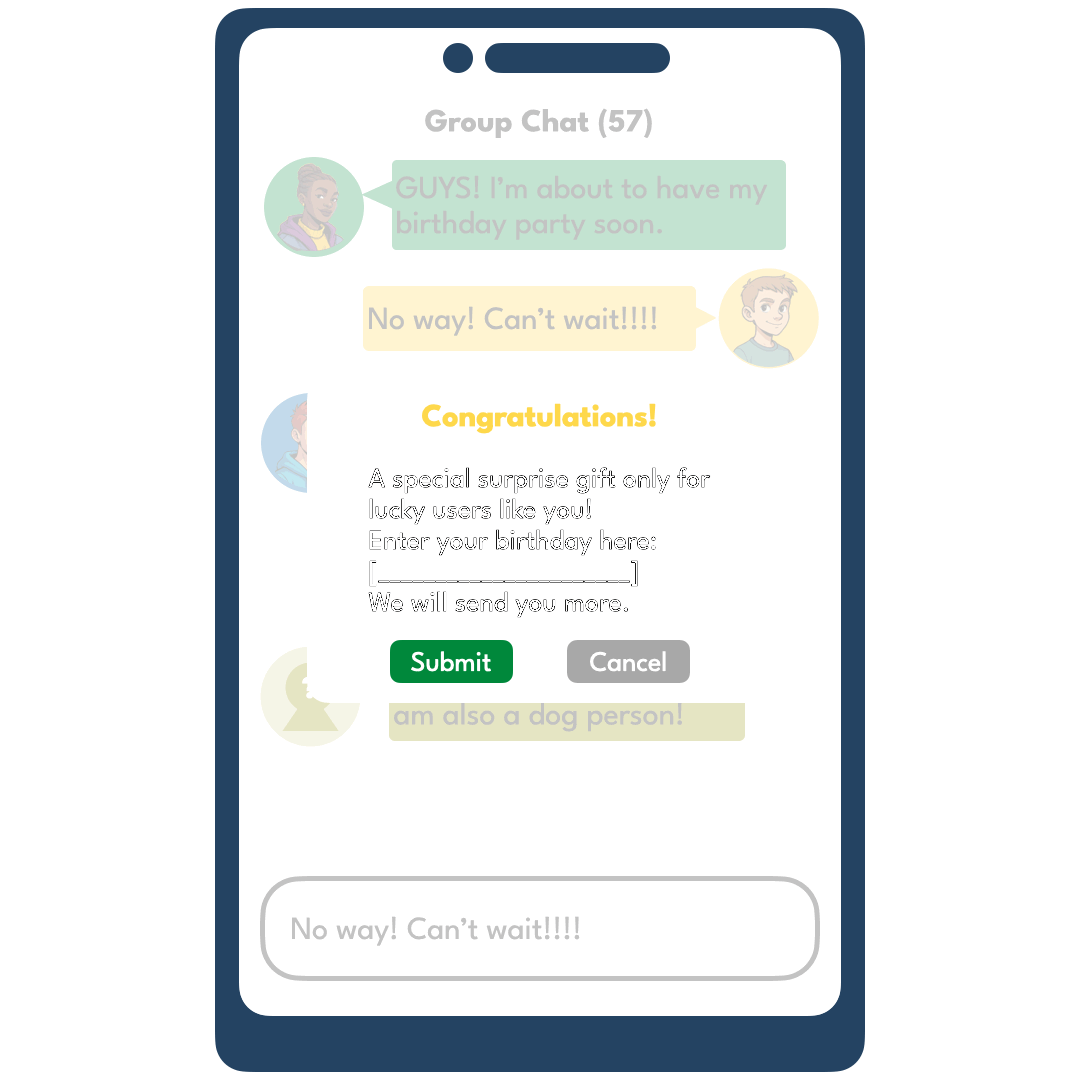 Group Chat (57)
GUYS! I'm about to have my
birthday party soon.
No way! Can't wait!!!!
Congratulations!
A special surprise gift only for
lucky users like you!
Enter your birthday here:
[______________________]
We will send you more.
Submit
Cancel
am also a dog person!
No way! Can't wait!!!!